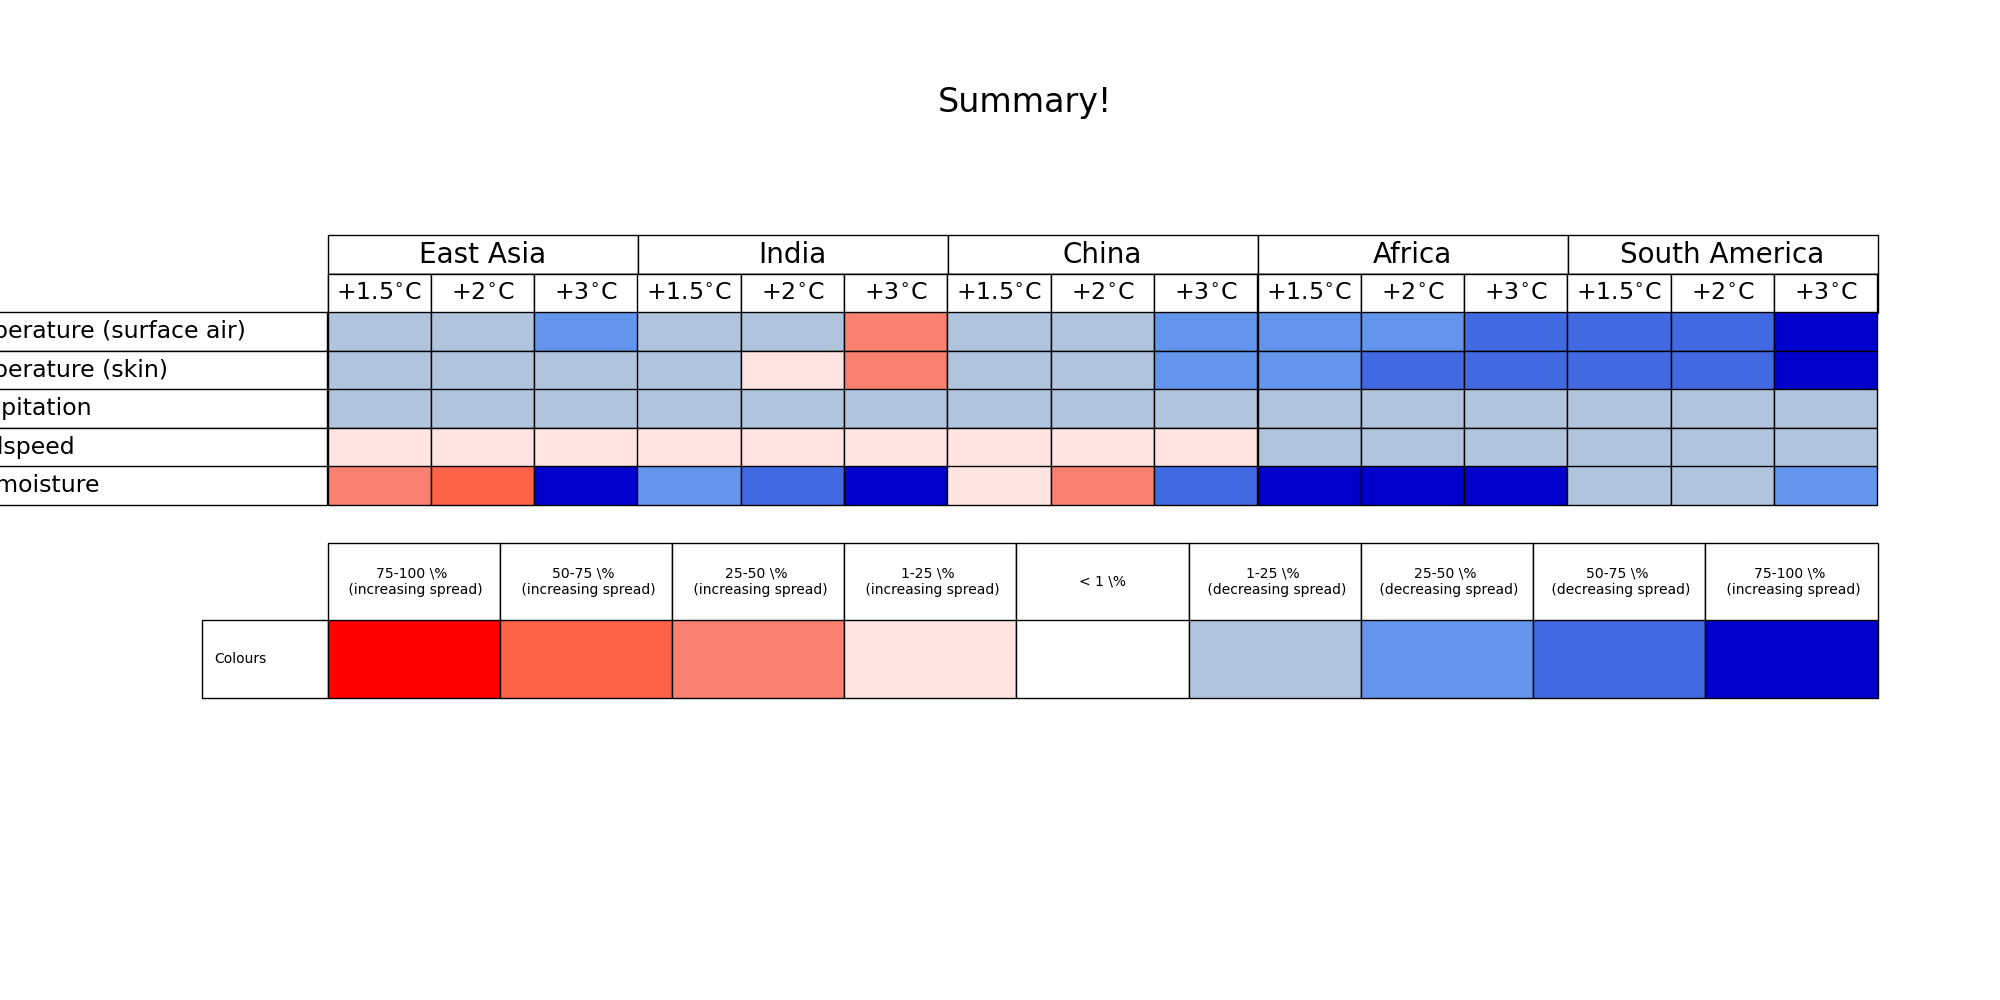 Summary!
East Asia India China Africa South America
+1.5°C +2°C +3°C +1.5°C +2°C +3°C +1.5°C +2°C +3°C +1.5°C +2°C +3°C +1.5°C +2°C +3°C
perature (surface air)
perature (skin)
pitation
lspeed
moisture
75-100 \% 50-75 \% 25-50 \% 1-25 \% < 1 \% 1-25 \% 25-50 \% 50-75 \% 75-100 \%
(increasing spread) (increasing spread) (increasing spread) (increasing spread) (decreasing spread) (decreasing spread) (decreasing spread) (increasing spread)
Colours